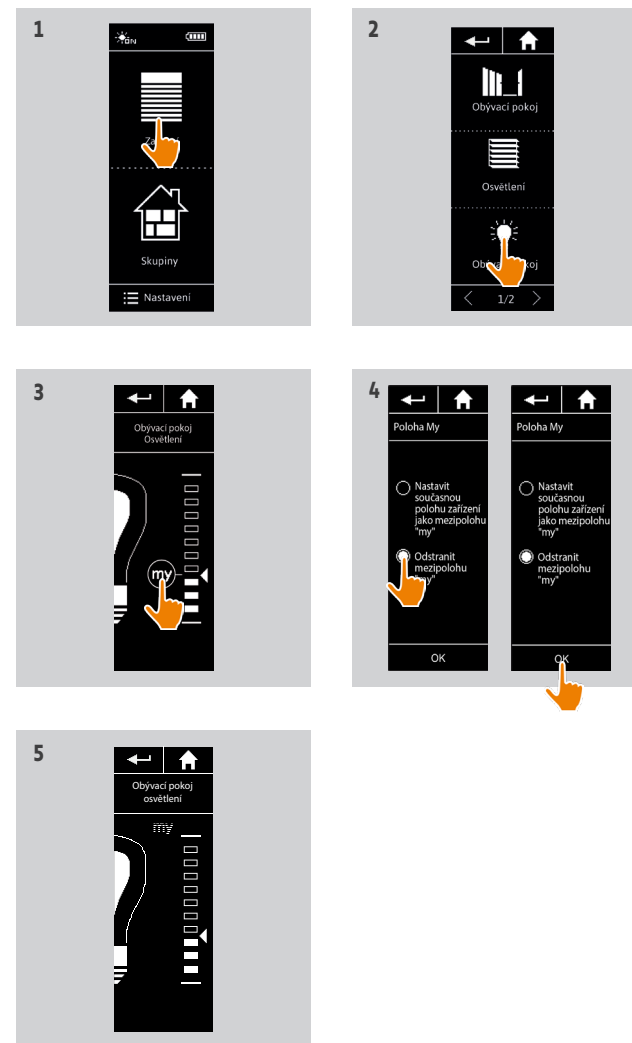 1
ON
Skupiny
Nastavení
2
Obývací pokoj
Osvětlení
1/2
3
Obývací pokoj
Osvětlení
my
4
Poloha My
Nastavit
současnou
polohu zařízení
jako mezipolohu
"my"
Odstranit
mezipolohu
"my"
OK
Poloha My
Nastavit
současnou
polohu zařízení
jako mezipolohu
"my"
Odstranit
mezipolohu
"my"
OK
5
Obývací pokoj
osvětlení
my